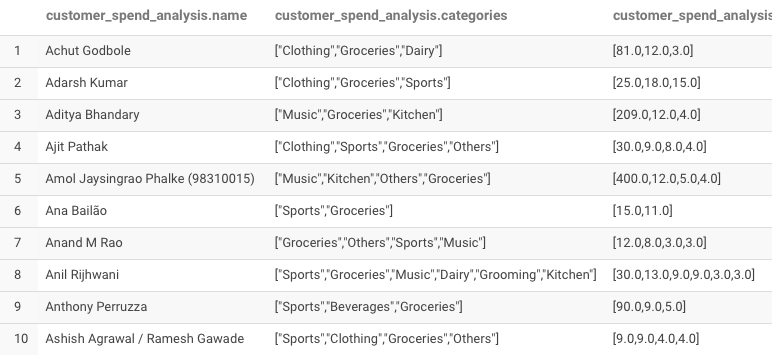 customer_spend_analysis.name customer_spend_analysis.categories customer_spend_analysis
1 Achut Godbole ["Clothing","Groceries","Dairy"] [81.0,12.0,3.0]
2 Adarsh Kumar ["Clothing","Groceries","Sports"] [25.0,18.0,15.0]
3 Aditya Bhandary ["Music","Groceries","Kitchen"] [209.0,12.0,4.0]
4 Ajit Pathak ["Clothing","Sports","Groceries","Others"] [30.0,9.0,8.0,4.0]
5 Amol Jaysingrao Phalke (98310015) ["Music","Kitchen","Others","Groceries"] [400.0,12.0,5.0,4.0]
6 Ana Bailão ["Sports","Groceries"] [15.0,11.0]
7 Anand M Rao ["Groceries","Others","Sports","Music"] [12.0,8.0,3.0,3.0]
8 Anil Rijhwani ["Sports","Groceries","Music","Dairy","Grooming","Kitchen"] [30.0,13.0,9.0,9.0,3.0,3.0]
9 Anthony Perruzza ["Sports","Beverages","Groceries"] [90.0,9.0,5.0]
10 Ashish Agrawal / Ramesh Gawade ["Sports","Clothing","Groceries","Others"] [9.0,9.0,4.0,4.0]